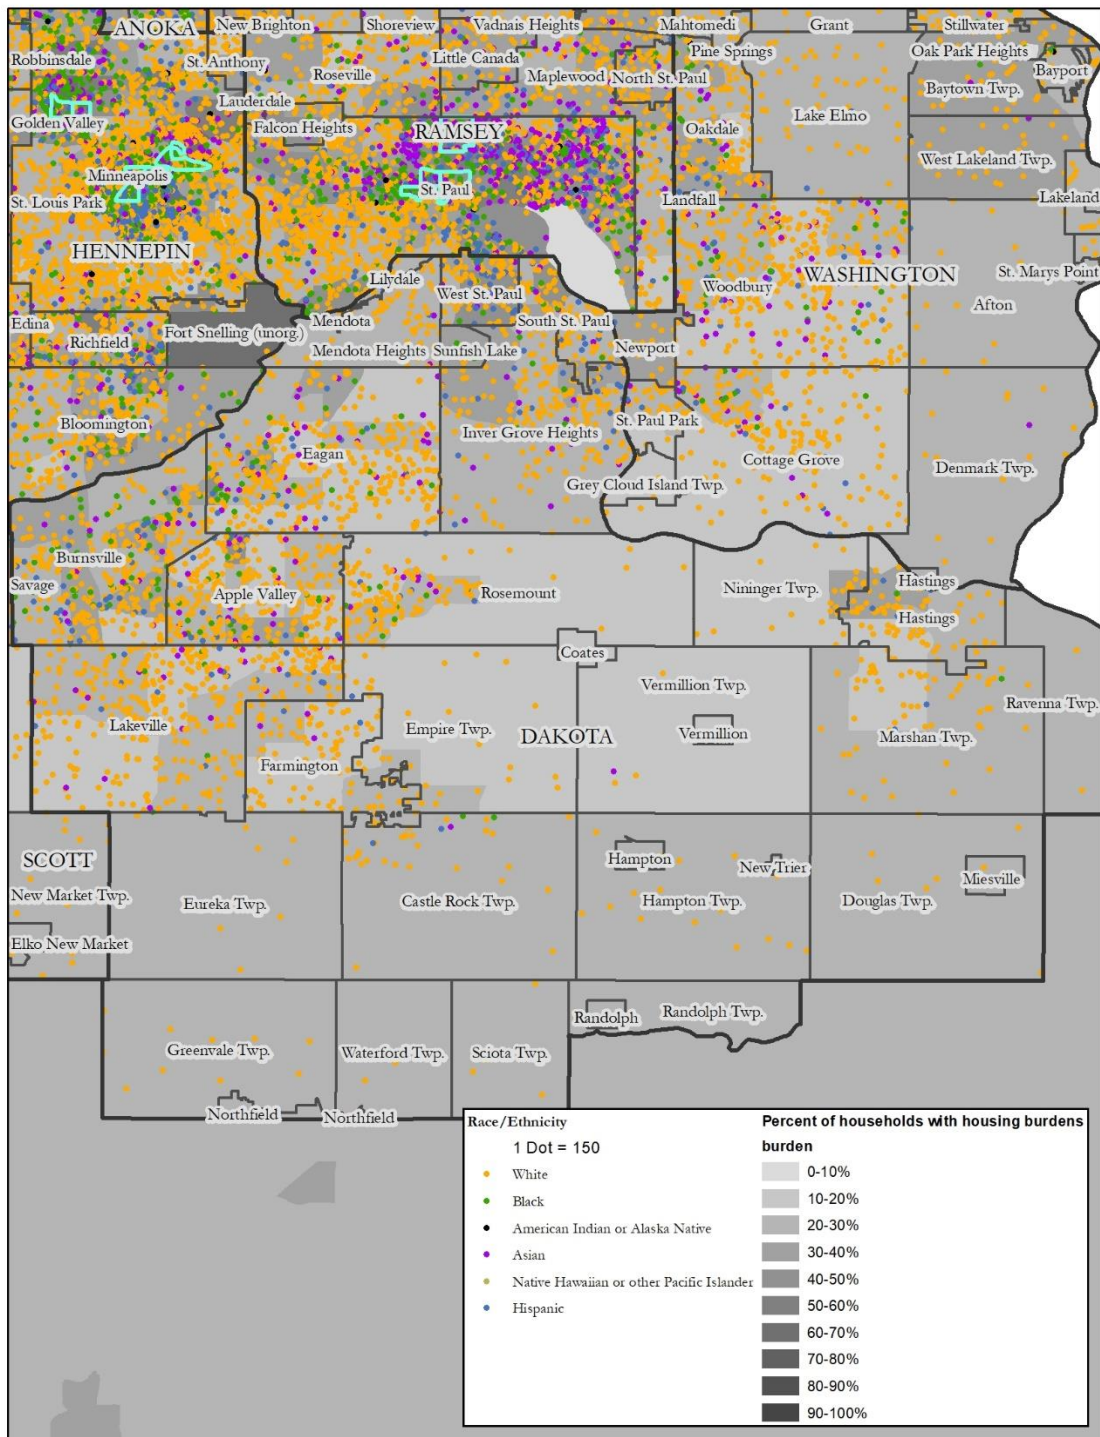 ANOKA
New Brighton
Shoreview
Vadnais Heights
Mahtomedi
Grant
Stillwater
Robbinsdale
St. Anthony
Roseville
Little Canada
Maplewood
North St. Paul
Pine Springs
Oak Park Heights
Bayport
Baytown Twp.
Golden Valley
Lauderdale
Falcon Heights
RAMSEY
Oakdale
Lake Elmo
West Lakeland Twp.
Minneapolis
St. Louis Park
St. Paul
Landfall
Lakeland
HENNEPIN
Lilydale
West St. Paul
Woodbury
WASHINGTON
St. Marys Point
Afton
Edina
Richfield
Fort Snelling (unorg.)
Mendota
Mendota Heights
Sunfish Lake
South St. Paul
Newport
Bloomington
Eagan
Inver Grove Heights
St. Paul Park
Cottage Grove
Grey Cloud Island Twp.
Denmark Twp.
Burnsville
Savage
Apple Valley
Rosemount
Nininger Twp.
Hastings
Hastings
Coates
Vermillion Twp.
Ravenna Twp.
Lakeville
Empire Twp.
DAKOTA
Vermillion
Marshan Twp.
Farmington
SCOTT
New Market Twp.
Eureka Twp.
Castle Rock Twp.
Hampton
New Trier
Hampton Twp.
Douglas Twp.
Miesville
Elko New Market
Greenvale Twp.
Waterford Twp.
Sciota Twp.
Randolph
Randolph Twp.
Northfield
Northfield
Race/Ethnicity
1 Dot = 150
White
Black
American Indian or Alaska Native
Asian
Native Hawaiian or other Pacific Islander
Hispanic
Percent of households with housing burdens
burden
0-10%
10-20%
20-30%
30-40%
40-50%
50-60%
60-70%
70-80%
80-90%
90-100%